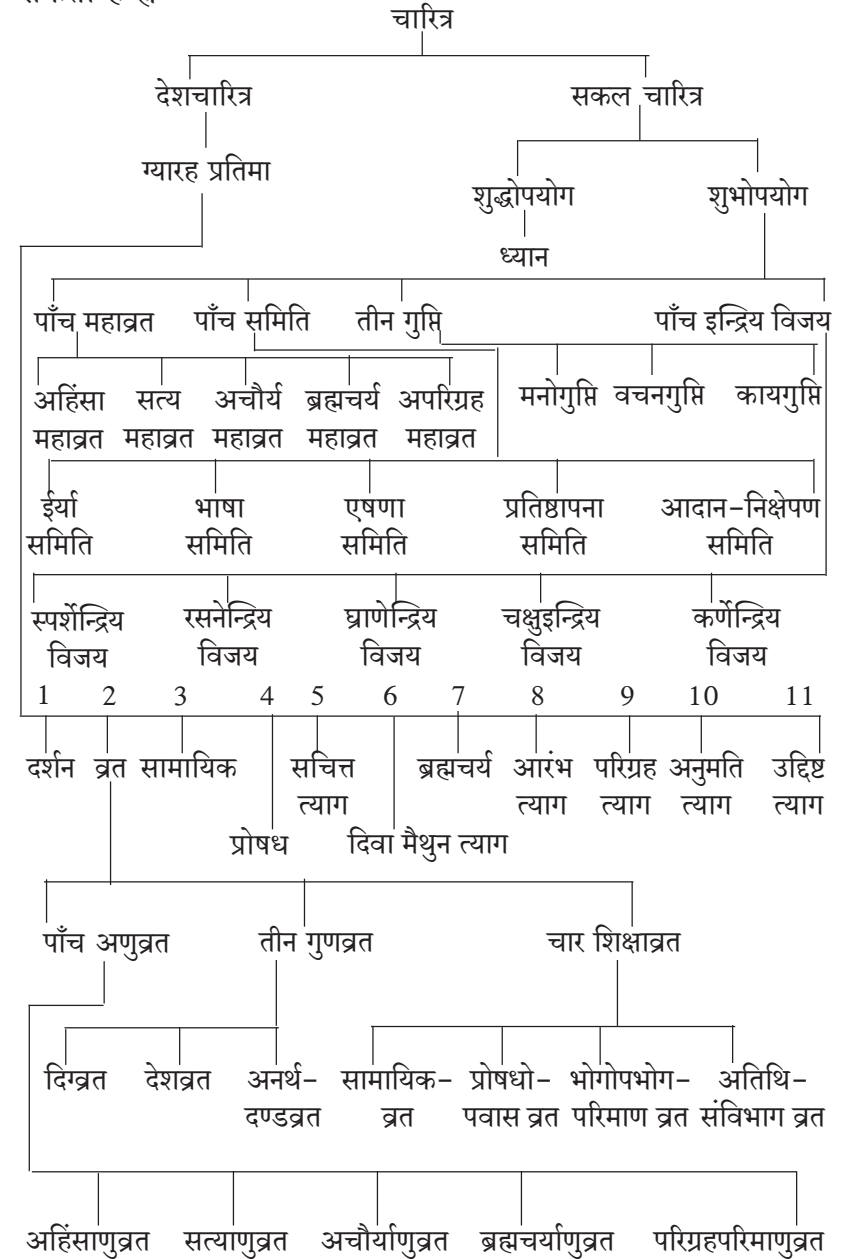 चारित्र
देशचारित्र सकल चारित्र
ग्यारह प्रतिमा
शुद्धोपयोग शुभोपयोग
ध्यान
पाँच महाव्रत पाँच समिति तीन गुप्ति पाँच इन्द्रिय विजय
अहिंसा सत्य अचौर्य ब्रह्मचर्य अपरिग्रह मनोगुप्ति वचनगुप्ति कायगुप्ति
महाव्रत महाव्रत महाव्रत महाव्रत महाव्रत
ईर्या भाषा एषणा प्रतिष्ठापना आदान-निक्षेपण
समिति समिति समिति समिति समिति
स्पर्शेन्द्रिय रसनेन्द्रिय घ्राणेन्द्रिय चक्षुइन्द्रिय कर्णेन्द्रिय
विजय विजय विजय विजय विजय
1 2 3 4 5 6 7 8 9 10 11
दर्शन व्रत सामायिक सचित्त ब्रह्मचर्य आरंभ परिग्रह अनुमति उद्दिष्ट
त्याग त्याग त्याग त्याग त्याग
प्रोषध दिवा मैथुन त्याग
पाँच अणुव्रत तीन गुणव्रत चार शिक्षाव्रत
दिग्व्रत देशव्रत अनर्थ- सामायिक- प्रोषधो- भोगोपभोग- अतिथि-
दण्डव्रत व्रत पवास व्रत परिमाण व्रत संविभाग व्रत
अहिंसाणुव्रत सत्याणुव्रत अचौर्याणुव्रत ब्रह्मचर्याणुव्रत परिग्रहपरिमाणुव्रत